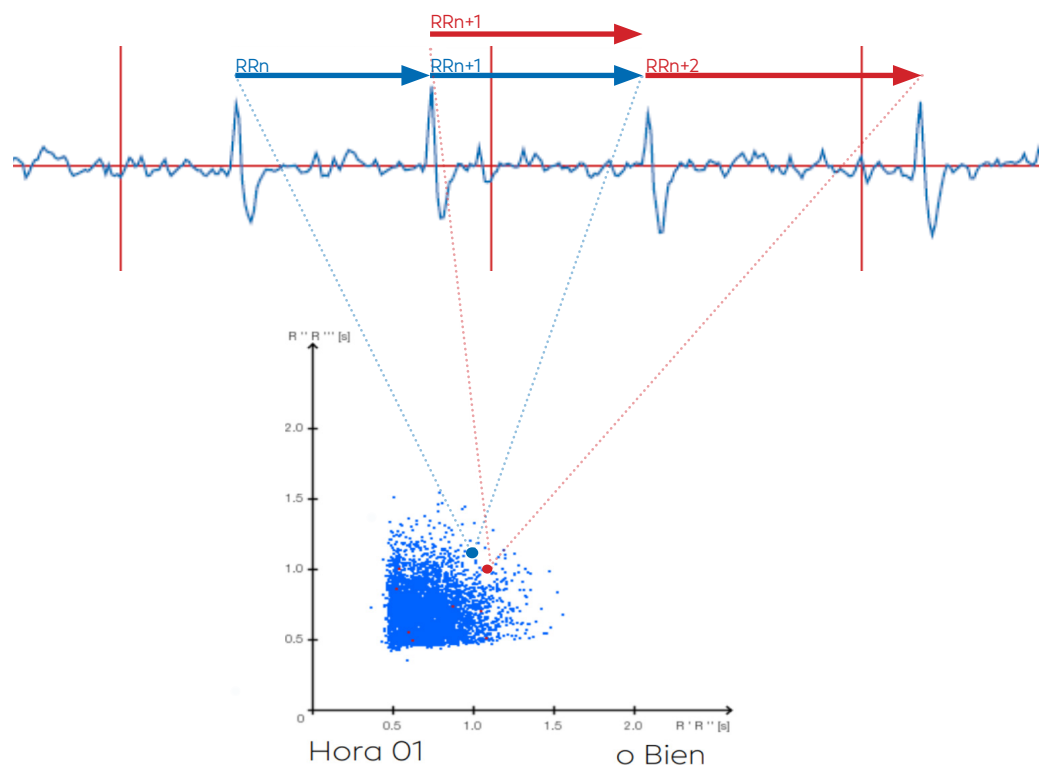 RRn+1
RRn RRn+1 RRn+2
R '' R ''' [s]
2.0
1.5
1.0
0.5
0
0.5 1.0 1.5 2.0 R ' R '' [s]
Hora 01 o Bien